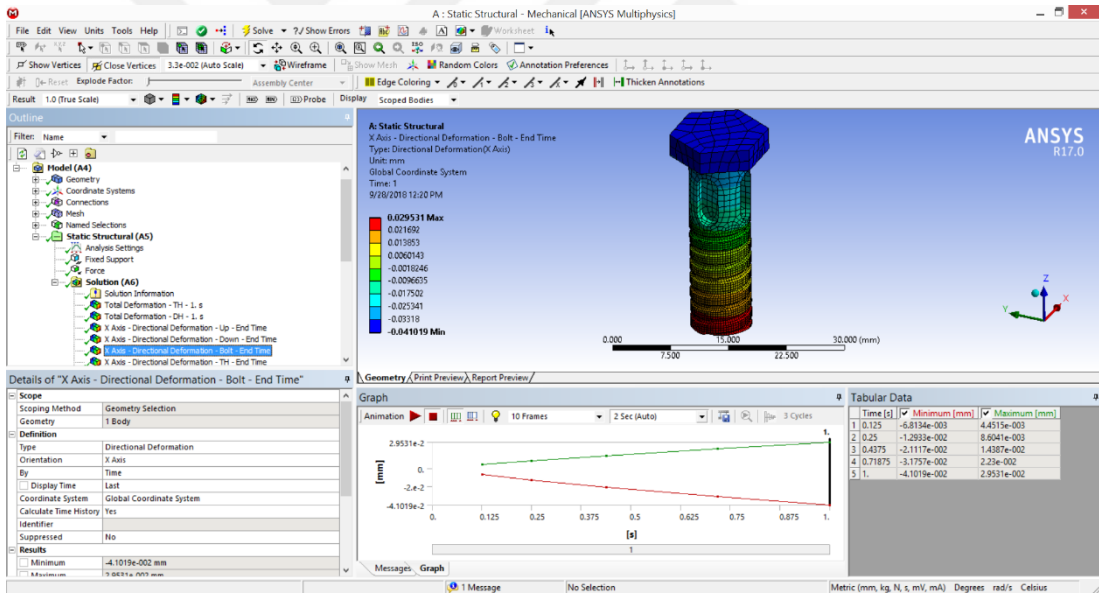 A : Static Structural - Mechanical [ANSYS Multiphysics]
File Edit View Units Tools Help Solve ?/ Show Errors Worksheet
Show Vertices Close Vertices 3.3e-002 (Auto Scale) Wireframe Show Mesh Random Colors Annotation Preferences
Reset Explode Factor: Assembly Center Edge Coloring Thicken Annotations
Result 1.0 (True Scale) Probe Display Scoped Bodies
Outline
Filter: Name
Model (A4)
Geometry
Coordinate Systems
Connections
Mesh
Named Selections
Static Structural (A5)
Analysis Settings
Fixed Support
Force
Solution (A6)
Solution Information
Total Deformation - TH - 1. s
Total Deformation - DH - 1. s
X Axis - Directional Deformation - Up - End Time
X Axis - Directional Deformation - Down - End Time
X Axis - Directional Deformation - Bolt - End Time
X Axis - Directional Deformation - TH - End Time
A: Static Structural
X Axis - Directional Deformation - Bolt - End Time
Type: Directional Deformation(X Axis)
Unit: mm
Global Coordinate System
Time: 1
9/28/2018 12:20 PM
0.029531 Max
0.021692
0.013853
0.0060143
-0.0018246
-0.0096635
-0.017502
-0.025341
-0.03318
-0.041019 Min
ANSYS
R17.0
Z
X
Y
0.000 15.000 30.000 (mm)
7.500 22.500
Geometry Print Preview Report Preview
Details of "X Axis - Directional Deformation - Bolt - End Time"
Scope
Scoping Method Geometry Selection
Geometry 1 Body
Definition
Type Directional Deformation
Orientation X Axis
By Time
Display Time Last
Coordinate System Global Coordinate System
Calculate Time History Yes
Identifier
Suppressed No
Results
Minimum -4.1019e-002 mm
Maximum 2.9531e-002 mm
Graph
Animation 10 Frames 2 Sec (Auto) 3 Cycles
1.
2.9531e-2
0.
-2.e-2
-4.1019e-2
[mm]
0. 0.125 0.25 0.375 0.5 0.625 0.75 0.875 1.
[s]
1
Messages Graph
Tabular Data
Time [s] Minimum [mm] Maximum [mm]
1 0.125 -6.8134e-003 4.4515e-003
2 0.25 -1.2933e-002 8.6041e-003
3 0.4375 -2.1117e-002 1.4387e-002
4 0.71875 -3.1757e-002 2.23e-002
5 1. -4.1019e-002 2.9531e-002
1 Message No Selection Metric (mm, kg, N, s, mV, mA) Degrees rad/s Celsius